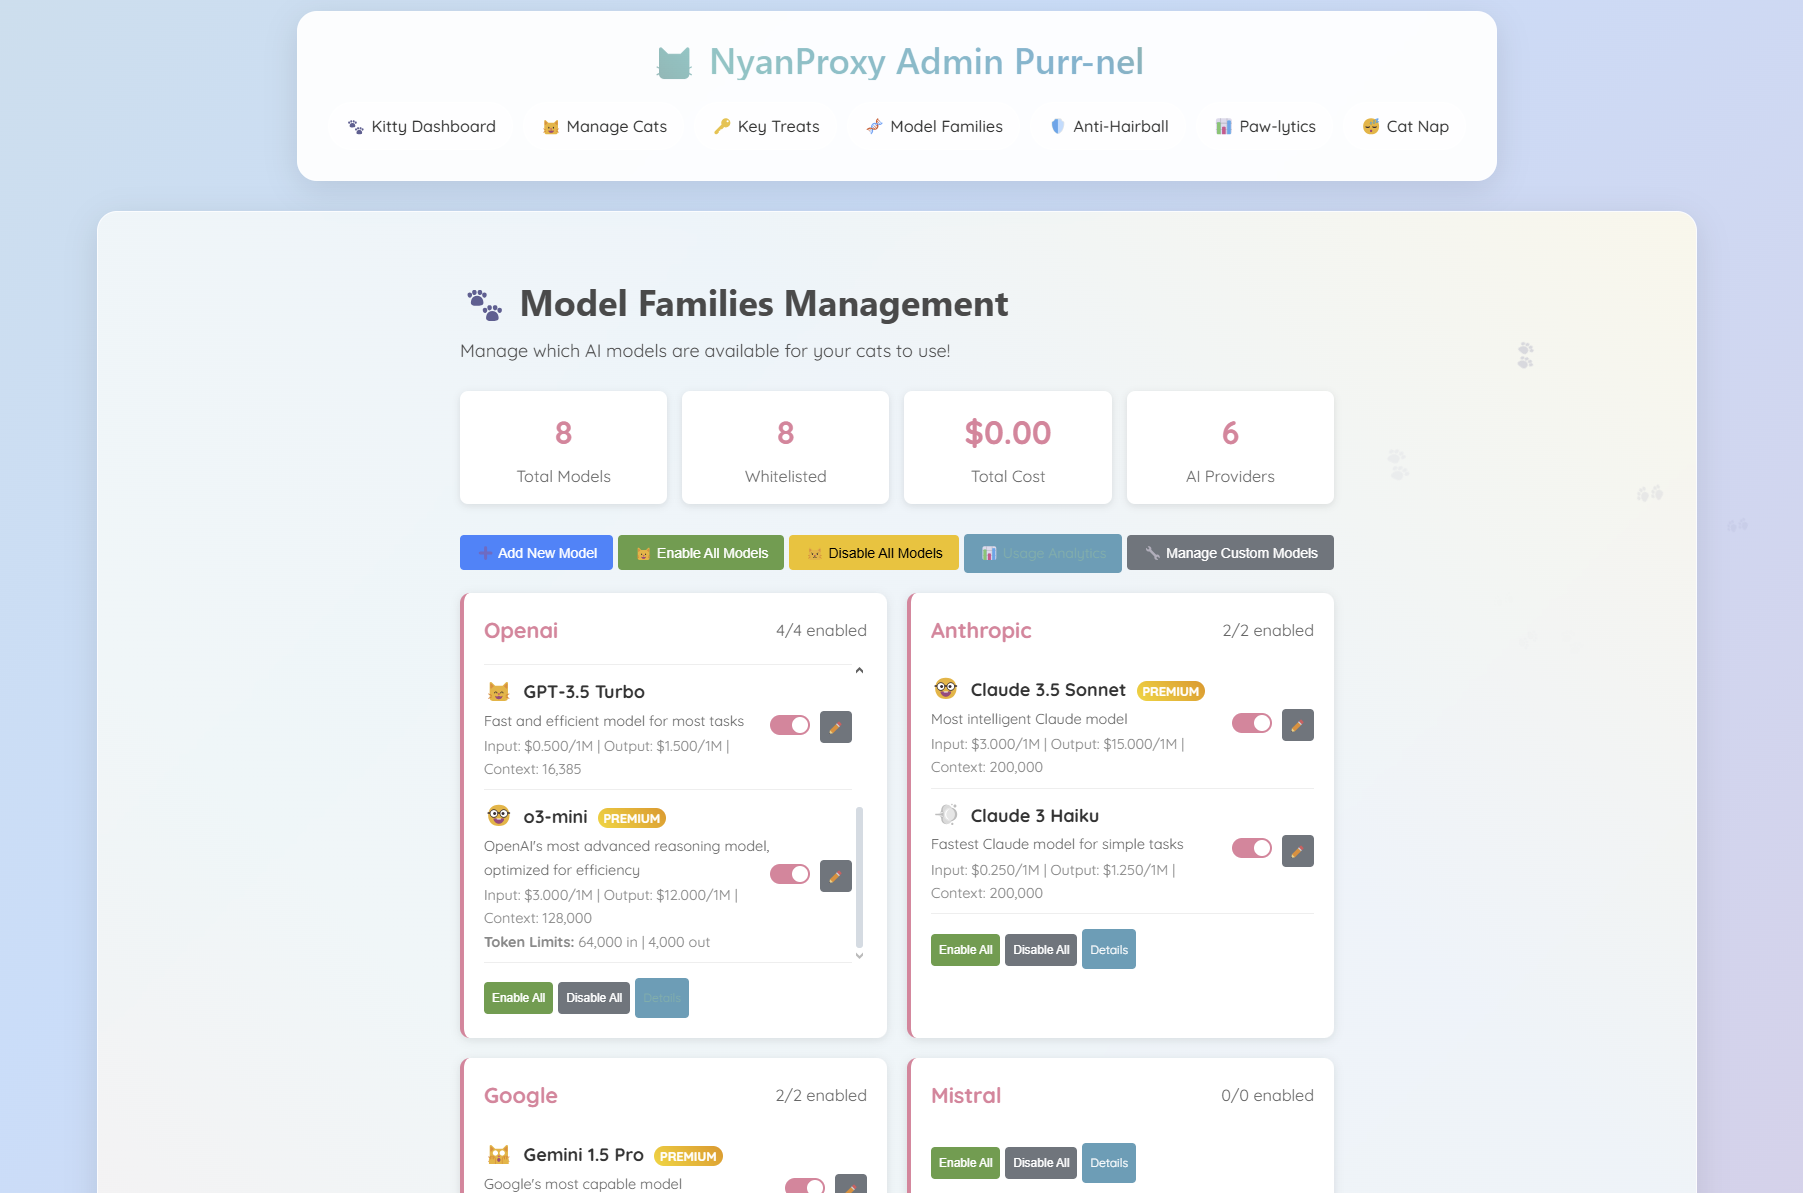 NyanProxy Admin Purr-nel
Kitty Dashboard
Manage Cats
Key Treats
Model Families
Anti-Hairball
Paw-lytics
Cat Nap
Model Families Management
Manage which AI models are available for your cats to use!
8
Total Models
8
Whitelisted
$0.00
Total Cost
6
AI Providers
Add New Model
Enable All Models
Disable All Models
Usage Analytics
Manage Custom Models
Openai
4/4 enabled
GPT-3.5 Turbo
Fast and efficient model for most tasks
Input: $0.500/1M | Output: $1.500/1M |
Context: 16,385
o3-mini PREMIUM
OpenAI's most advanced reasoning model,
optimized for efficiency
Input: $3.000/1M | Output: $12.000/1M |
Context: 128,000
Token Limits: 64,000 in | 4,000 out
Enable All
Disable All
Details
Anthropic
2/2 enabled
Claude 3.5 Sonnet PREMIUM
Most intelligent Claude model
Input: $3.000/1M | Output: $15.000/1M |
Context: 200,000
Claude 3 Haiku
Fastest Claude model for simple tasks
Input: $0.250/1M | Output: $1.250/1M |
Context: 200,000
Enable All
Disable All
Details
Google
2/2 enabled
Gemini 1.5 Pro PREMIUM
Google's most capable model
Mistral
0/0 enabled
Enable All
Disable All
Details